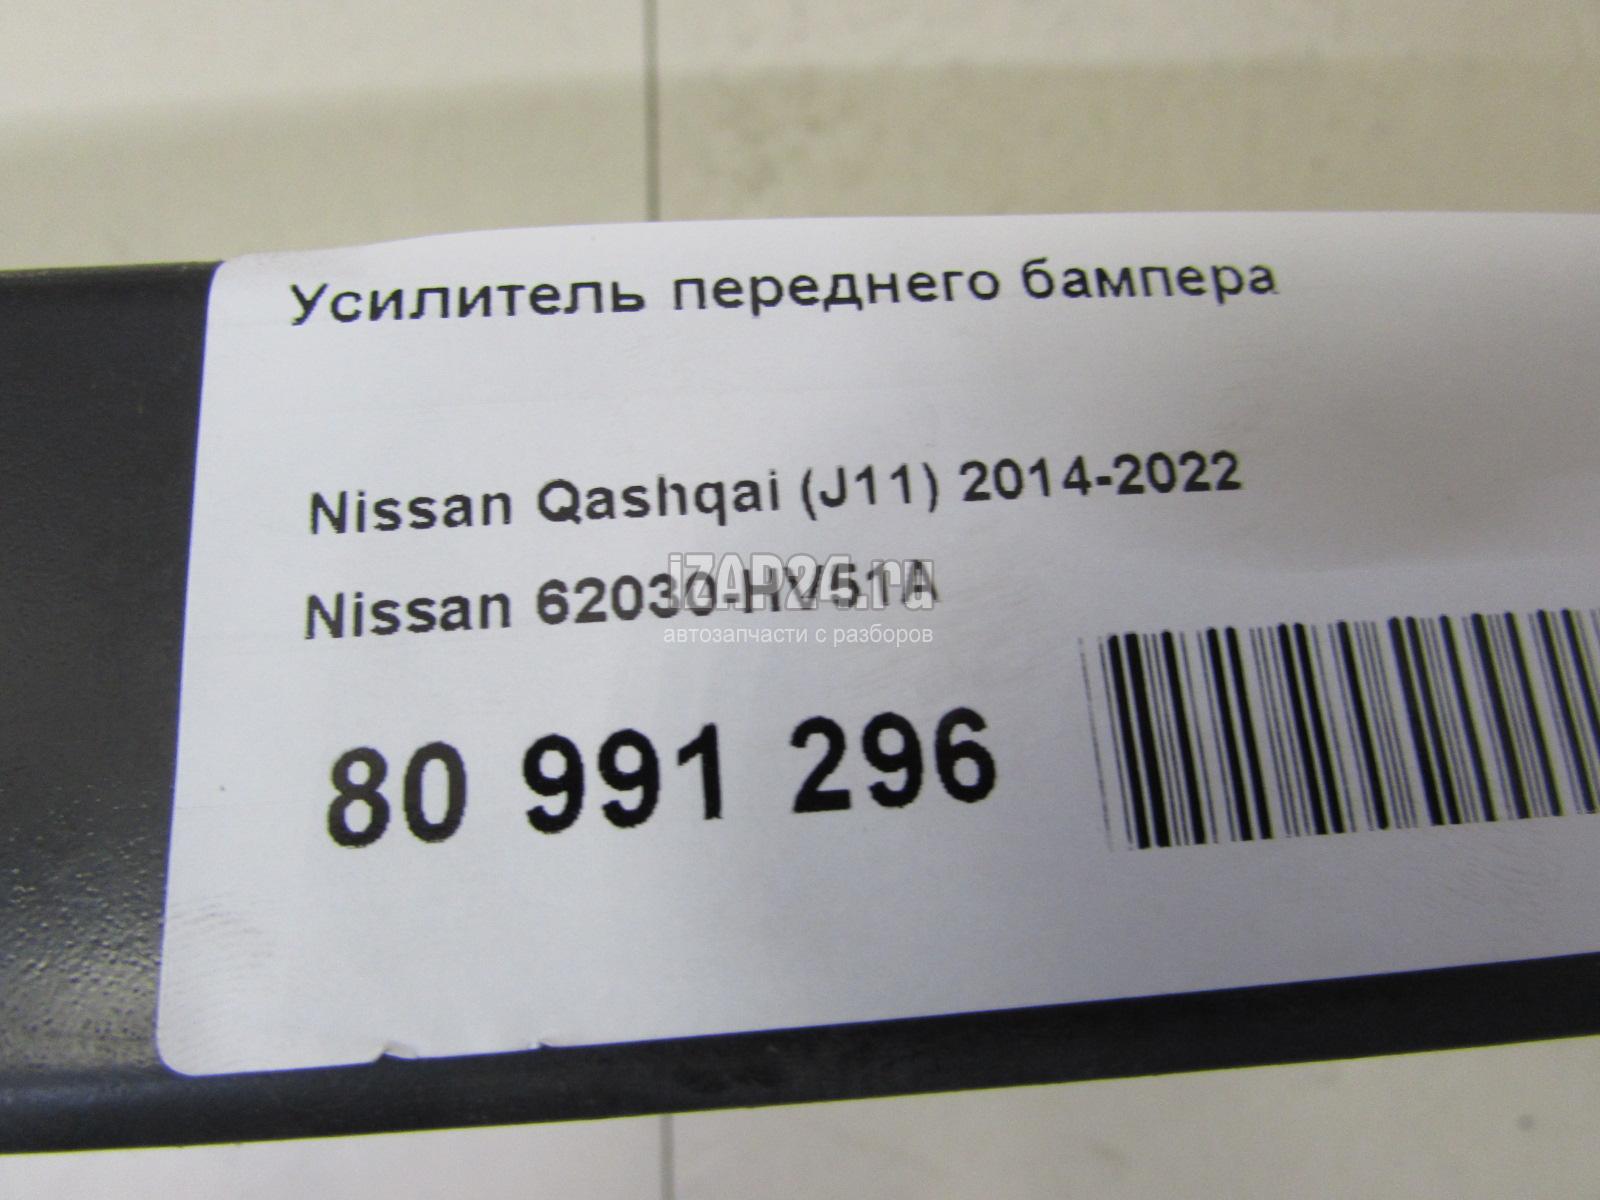 Усилитель переднего бампера
Nissan Qashqai (J11) 2014-2022
Nissan 62030-HV51A
iZAP24.ru
автозапчасти с разборов
80 991 296